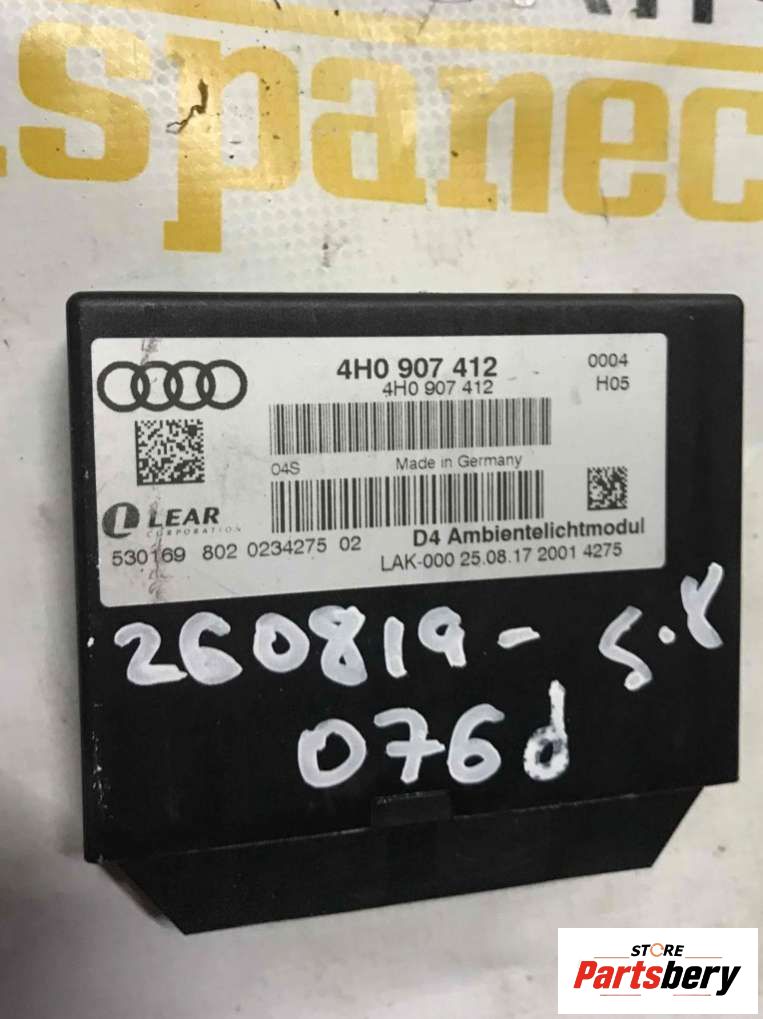 spanec
4H0 907 412
4H0 907 412
0004
H05
04S
Made in Germany
LEAR
CORPORATION
D4 Ambientelichtmodul
530169 802 0234275 02
LAK-000 25.08.17 2001 4275
260819- S.Y
076d
STORE
Partsbery